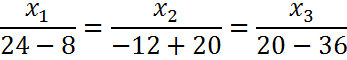 x₁/(24 − 8) = x₂/(−12 + 20) = x₃/(20 − 36)